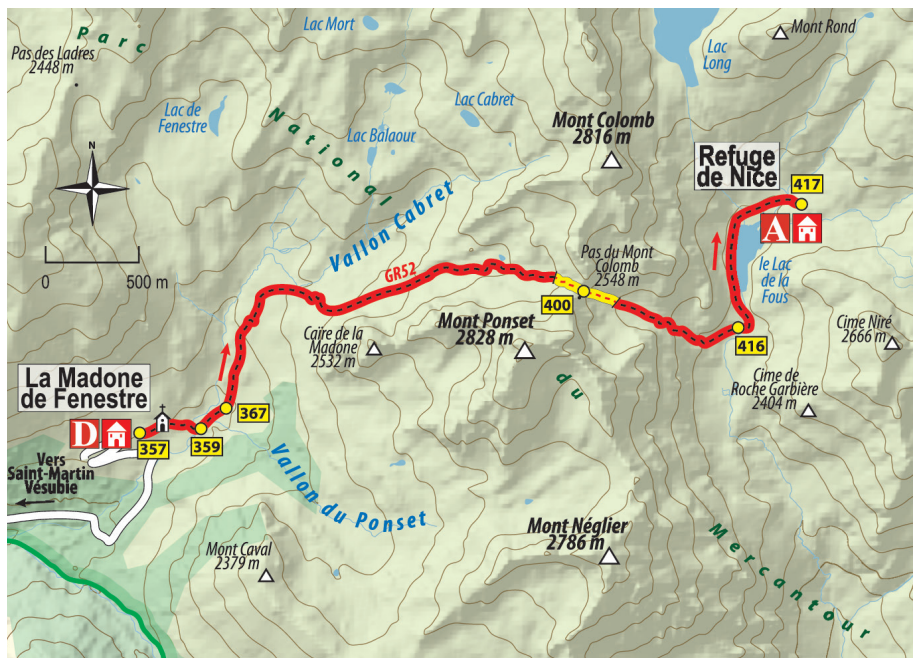 Parc
National
du
Mercantour
Lac Mort
Mont Rond
Pas des Ladres
2448 m
Lac
Long
Lac de
Fenestre
Lac Cabret
Lac Balaour
Mont Colomb
2816 m
Refuge
de Nice
417
A
N
Vallon Cabret
0
500 m
GR52
Pas du Mont
Colomb
2548 m
le Lac
de la
Fous
400
416
Caïre de la
Madone
2532 m
Mont Ponset
2828 m
Cime Niré
2666 m
Cime de
Roche Garbière
2404 m
La Madone
de Fenestre
D
357
359
367
Vers
Saint-Martin
Vésubie
Vallon du Ponset
Mont Caval
2379 m
Mont Néglier
2786 m